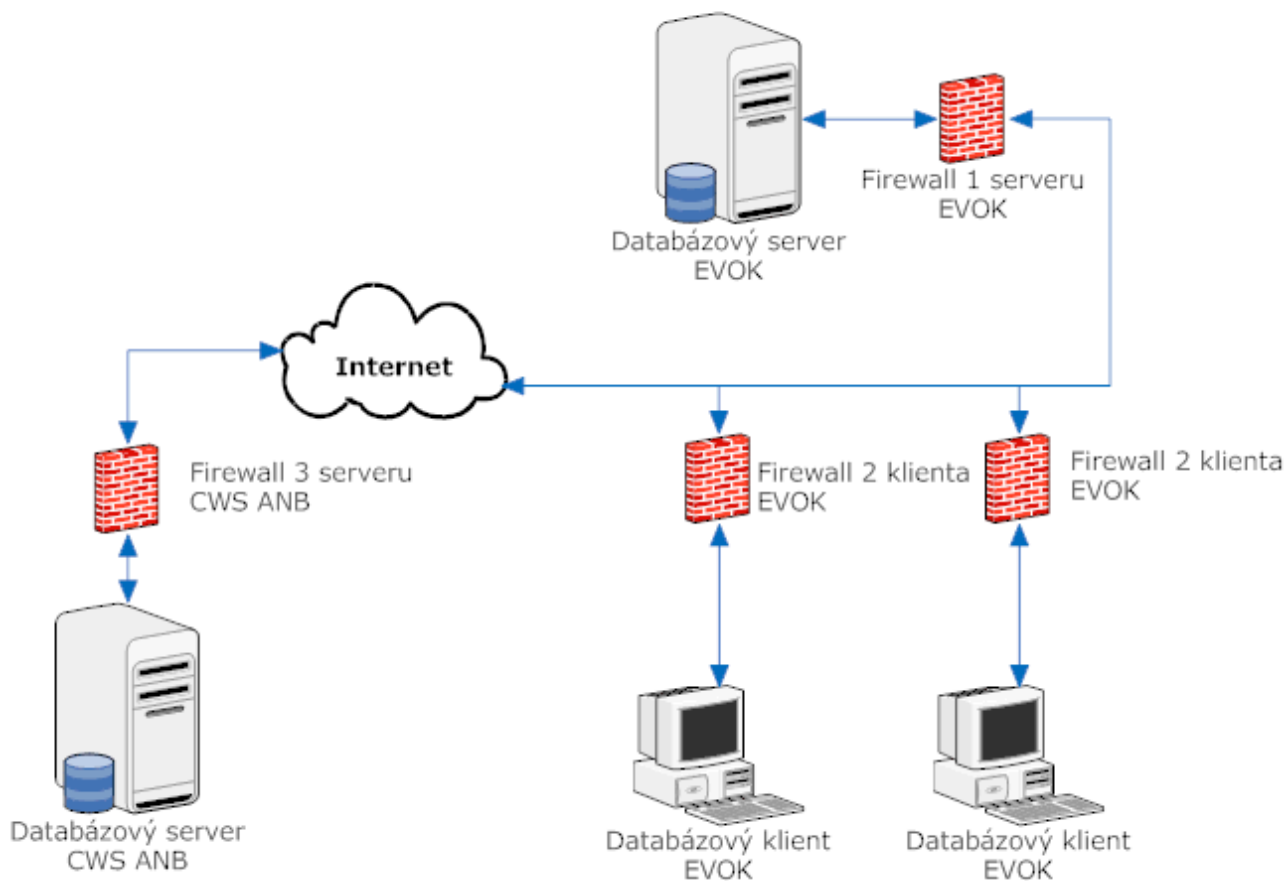 Firewall 1 serveru
EVOK
Databázový server
EVOK
Internet
Firewall 3 serveru
CWS ANB
Firewall 2 klienta
EVOK
Firewall 2 klienta
EVOK
Databázový server
CWS ANB
Databázový klient
EVOK
Databázový klient
EVOK